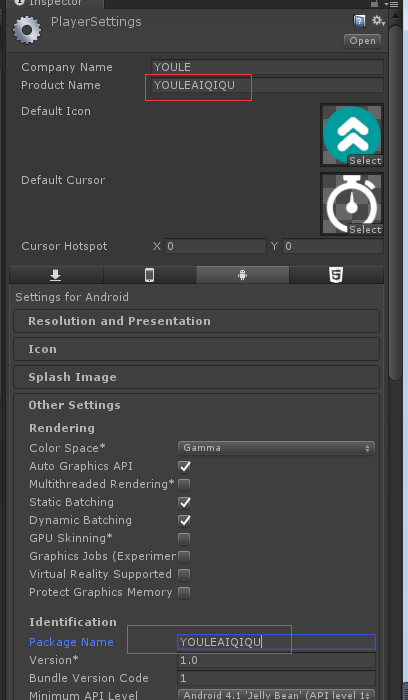 Inspector
PlayerSettings
Open
Company Name YOULE
Product Name YOULEAIQIQU
Default Icon
Select
Default Cursor
Select
Cursor Hotspot X 0 Y 0
Settings for Android
Resolution and Presentation
Icon
Splash Image
Other Settings
Rendering
Color Space* Gamma
Auto Graphics API
Multithreaded Rendering*
Static Batching
Dynamic Batching
GPU Skinning*
Graphics Jobs (Experimen
Virtual Reality Supported
Protect Graphics Memory
Identification
Package Name YOULEAIQIQU
Version* 1.0
Bundle Version Code 1
Minimum API Level Android 4.1 'Jelly Bean' (API level 1